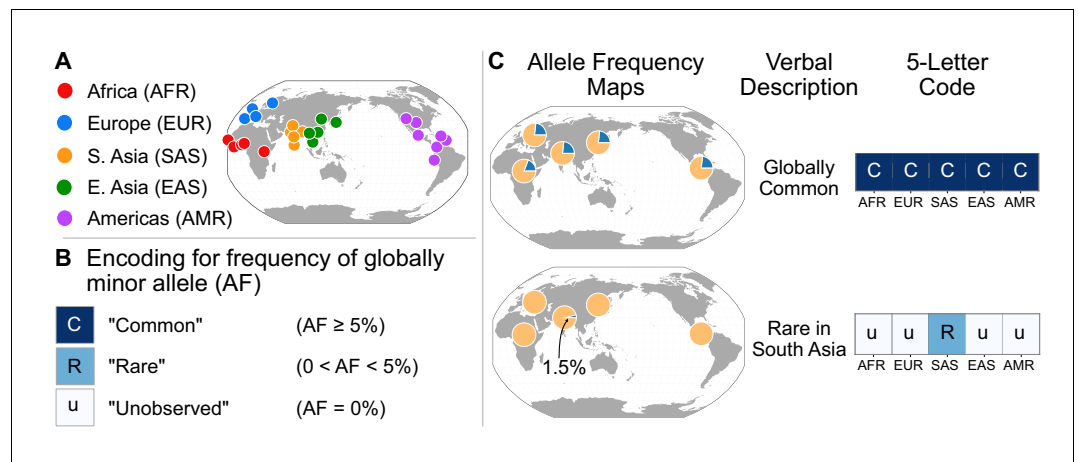 A
Africa (AFR)
Europe (EUR)
S. Asia (SAS)
E. Asia (EAS)
Americas (AMR)
B Encoding for frequency of globally
minor allele (AF)
C "Common" (AF ≥ 5%)
R "Rare" (0 < AF < 5%)
u "Unobserved" (AF = 0%)
C Allele Frequency
Maps
Verbal
Description
5-Letter
Code
Globally
Common
C C C C C
AFR EUR SAS EAS AMR
1.5%
Rare in
South Asia
u u R u u
AFR EUR SAS EAS AMR